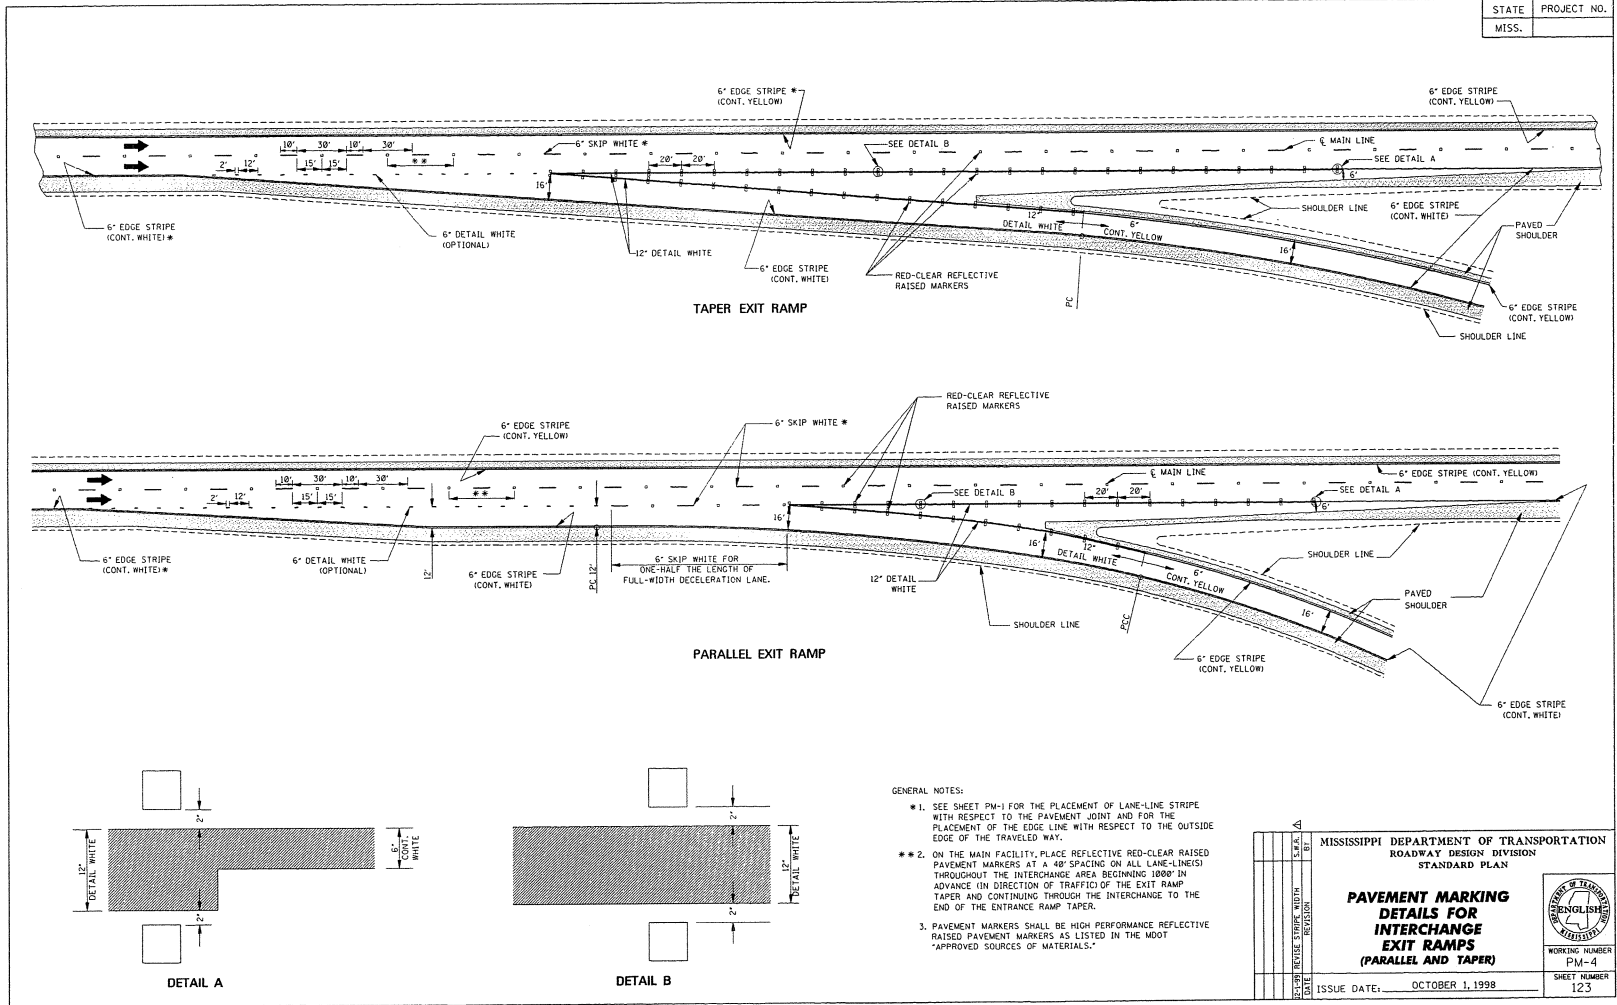 STATE PROJECT NO.
MISS.
6" EDGE STRIPE *
(CONT. YELLOW)
6" EDGE STRIPE
(CONT. YELLOW)
10' 30' 10' 30'
6" SKIP WHITE *
SEE DETAIL B
℄ MAIN LINE
SEE DETAIL A
2' 12' 15' 15' * *
20' 20'
6'
16'
6" EDGE STRIPE
(CONT. WHITE) *
6" DETAIL WHITE
(OPTIONAL)
12" DETAIL WHITE
6" EDGE STRIPE
(CONT. WHITE)
RED-CLEAR REFLECTIVE
RAISED MARKERS
12"
DETAIL WHITE
6"
CONT. YELLOW
PC
16'
SHOULDER LINE
6" EDGE STRIPE
(CONT. WHITE)
PAVED
SHOULDER
6" EDGE STRIPE
(CONT. YELLOW)
SHOULDER LINE
TAPER EXIT RAMP
RED-CLEAR REFLECTIVE
RAISED MARKERS
6" EDGE STRIPE
(CONT. YELLOW)
6" SKIP WHITE *
10' 30' 10' 30'
℄ MAIN LINE
6" EDGE STRIPE (CONT. YELLOW)
2' 12' 15' 15' * *
SEE DETAIL B
20' 20'
SEE DETAIL A
6'
16'
6" EDGE STRIPE
(CONT. WHITE) *
6" DETAIL WHITE
(OPTIONAL)
12'
6" EDGE STRIPE
(CONT. WHITE)
PC 12'
6" SKIP WHITE FOR
ONE-HALF THE LENGTH OF
FULL-WIDTH DECELERATION LANE.
12" DETAIL
WHITE
16'
12"
DETAIL WHITE
6"
CONT. YELLOW
PCC
SHOULDER LINE
SHOULDER LINE
16'
PAVED
SHOULDER
6" EDGE STRIPE
(CONT. YELLOW)
6" EDGE STRIPE
(CONT. WHITE)
PARALLEL EXIT RAMP
2"
12"
DETAIL WHITE
6"
CONT.
WHITE
2"
DETAIL A
2"
12"
DETAIL WHITE
2"
DETAIL B
GENERAL NOTES:
* 1. SEE SHEET PM-1 FOR THE PLACEMENT OF LANE-LINE STRIPE
WITH RESPECT TO THE PAVEMENT JOINT AND FOR THE
PLACEMENT OF THE EDGE LINE WITH RESPECT TO THE OUTSIDE
EDGE OF THE TRAVELED WAY.
* * 2. ON THE MAIN FACILITY, PLACE REFLECTIVE RED-CLEAR RAISED
PAVEMENT MARKERS AT A 40' SPACING ON ALL LANE-LINE(S)
THROUGHOUT THE INTERCHANGE AREA BEGINNING 1000' IN
ADVANCE (IN DIRECTION OF TRAFFIC) OF THE EXIT RAMP
TAPER AND CONTINUING THROUGH THE INTERCHANGE TO THE
END OF THE ENTRANCE RAMP TAPER.
3. PAVEMENT MARKERS SHALL BE HIGH PERFORMANCE REFLECTIVE
RAISED PAVEMENT MARKERS AS LISTED IN THE MDOT
"APPROVED SOURCES OF MATERIALS."
S.W.R.
BY
REVISE STRIPE WIDTH
REVISION
12-1-99
DATE
MISSISSIPPI DEPARTMENT OF TRANSPORTATION
ROADWAY DESIGN DIVISION
STANDARD PLAN
PAVEMENT MARKING
DETAILS FOR
INTERCHANGE
EXIT RAMPS
(PARALLEL AND TAPER)
DEPARTMENT OF TRANSPORTATION
ENGLISH
MISSISSIPPI
WORKING NUMBER
PM-4
SHEET NUMBER
123
ISSUE DATE: OCTOBER 1, 1998